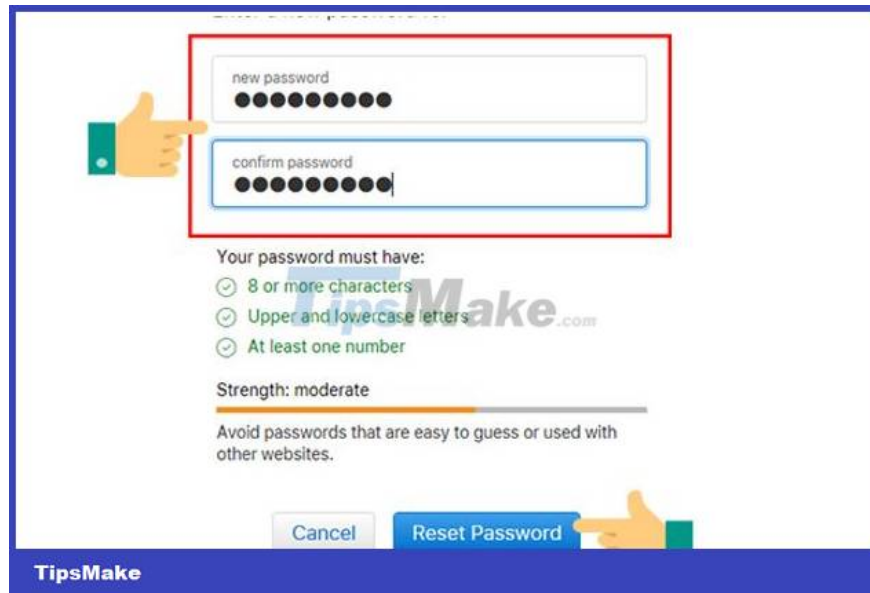 new password
●●●●●●●●●
confirm password
●●●●●●●●●
Your password must have:
8 or more characters
Upper and lowercase letters
At least one number
TipsMake.com
Strength: moderate
Avoid passwords that are easy to guess or used with
other websites.
Cancel Reset Password
TipsMake